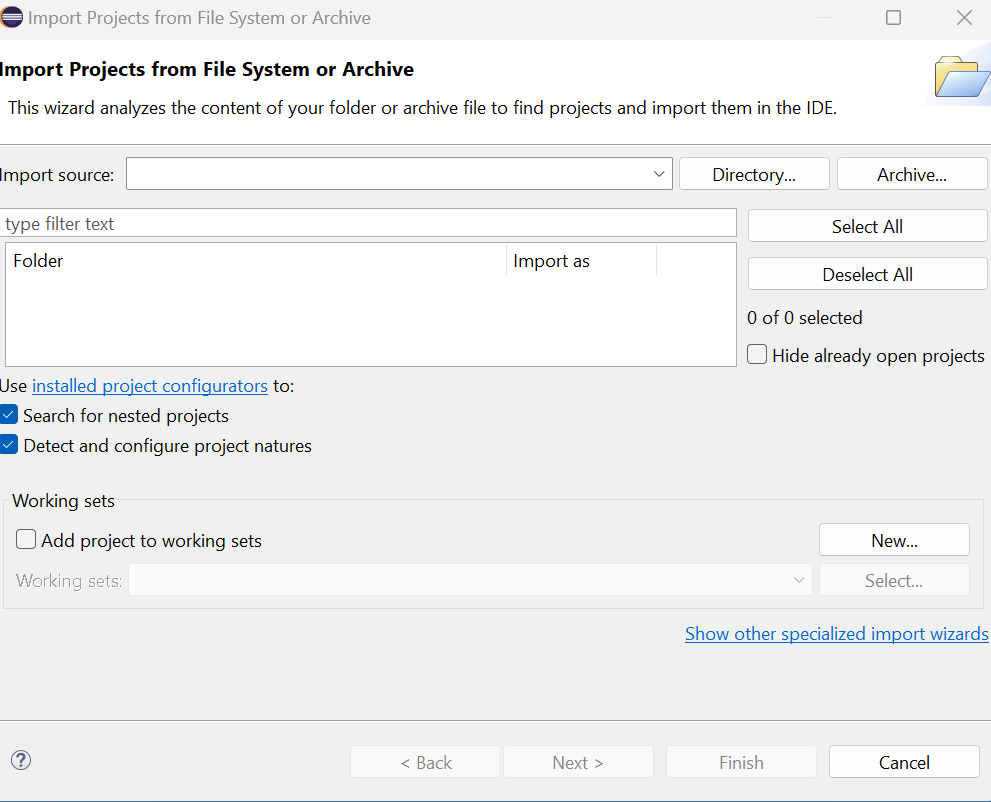 Import Projects from File System or Archive
Import Projects from File System or Archive
This wizard analyzes the content of your folder or archive file to find projects and import them in the IDE.
Import source: Directory... Archive...
type filter text Select All
Folder Import as
Deselect All
0 of 0 selected
Hide already open projects
Use installed project configurators to:
Search for nested projects
Detect and configure project natures
Working sets
Add project to working sets New...
Working sets: Select...
Show other specialized import wizards
? < Back Next > Finish Cancel